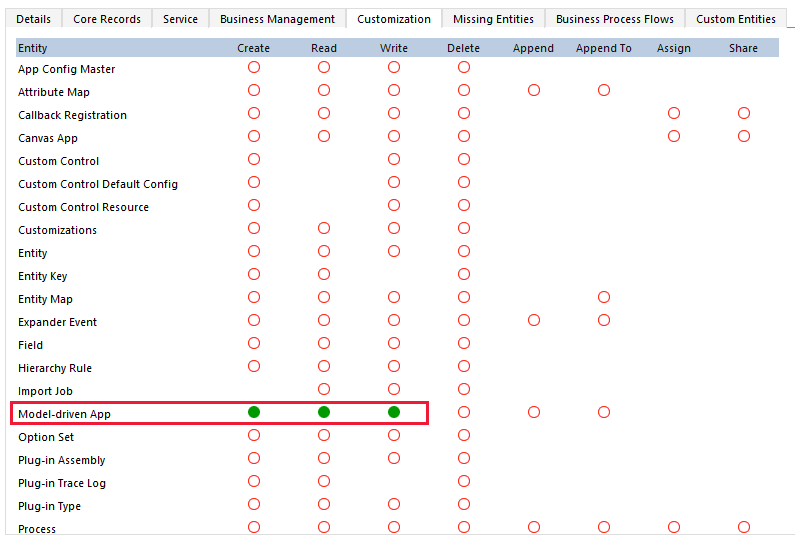 Details Core Records Service Business Management Customization Missing Entities Business Process Flows Custom Entities
Entity Create Read Write Delete Append Append To Assign Share
App Config Master
Attribute Map
Callback Registration
Canvas App
Custom Control
Custom Control Default Config
Custom Control Resource
Customizations
Entity
Entity Key
Entity Map
Expander Event
Field
Hierarchy Rule
Import Job
Model-driven App
Option Set
Plug-in Assembly
Plug-in Trace Log
Plug-in Type
Process